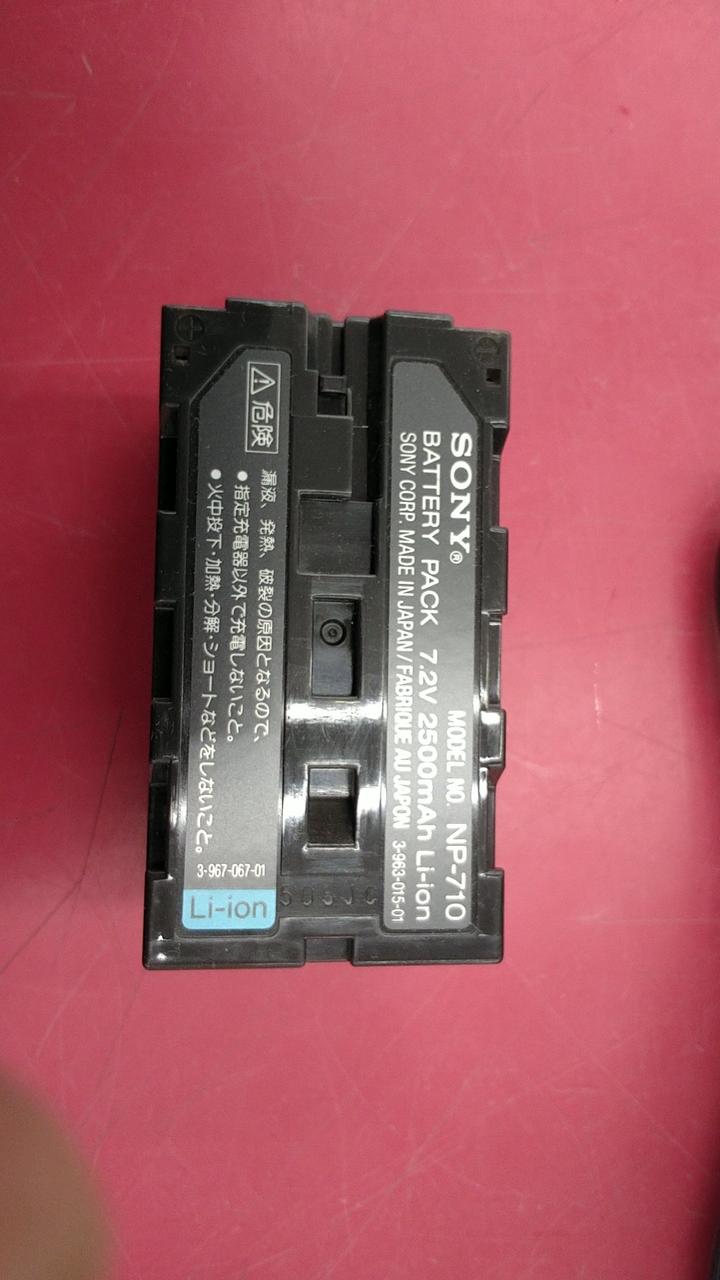 SONY®
MODEL NO. NP-710
BATTERY PACK 7.2V 2500mAh Li-ion
SONY CORP. MADE IN JAPAN/FABRIQUE AU JAPON 3-963-015-01
⚠危険
漏液、発熱、破裂の原因となるので、
●指定充電器以外で充電しないこと。
●火中投下・加熱・分解・ショートなどをしないこと。
3-967-067-01
Li-ion